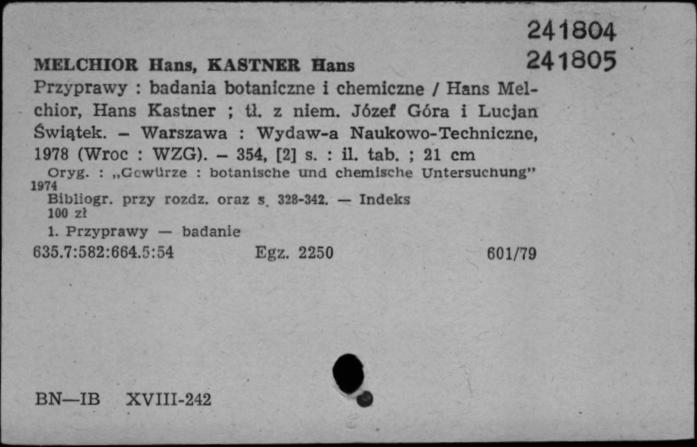 241804
241805
MELCHIOR Hans, KASTNER Hans
Przyprawy : badania botaniczne i chemiczne / Hans Mel-
chior, Hans Kastner ; tł. z niem. Józef Góra i Lucjan
Świątek. — Warszawa : Wydaw-a Naukowo-Techniczne,
1978 (Wroc : WZG). — 354, [2] s. : il. tab. ; 21 cm
Oryg. : „Gewürze : botanische und chemische Untersuchung”
1974
Bibliogr. przy rozdz. oraz s. 328-342. — Indeks
100 zł
1. Przyprawy — badanie
635.7:582:664.5:54 Egz. 2250 601/79
BN—IB XVIII-242